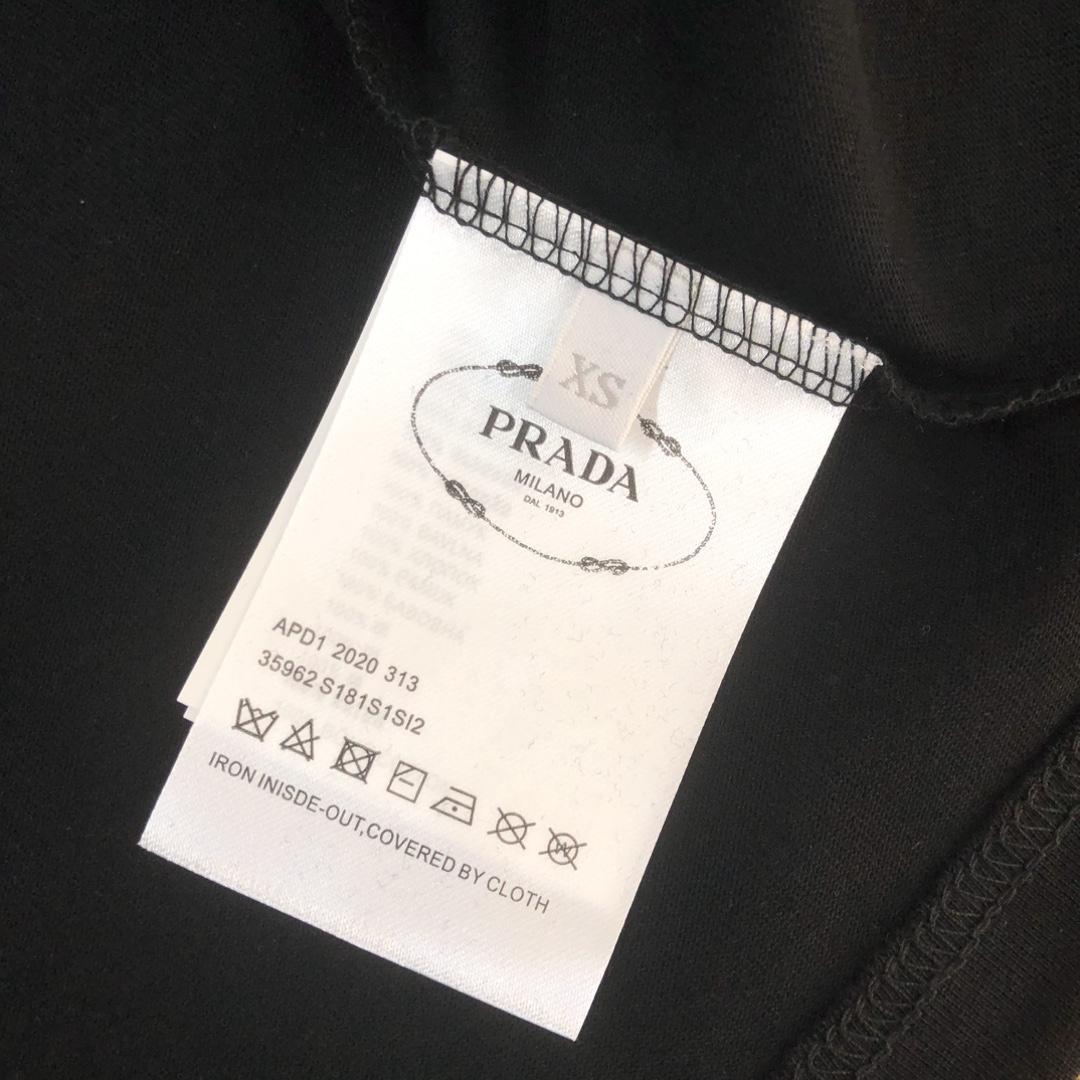 XS
PRADA
MILANO
DAL 1913
APD1 2020 313
35962 S181S1SI2
IRON INISDE-OUT,COVERED BY CLOTH